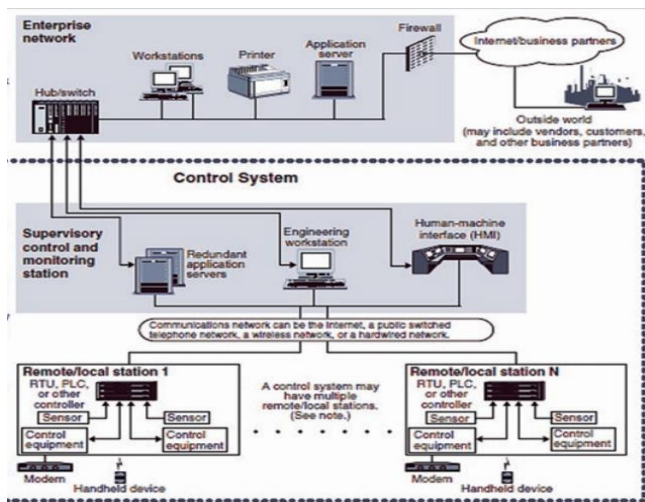 Enterprise
network
Workstations
Printer
Application
server
Firewall
Internet/business partners
Hub/switch
Outside world
(may include vendors, customers,
and other business partners)
Control System
Supervisory
control and
monitoring
station
Redundant
application
servers
Engineering
workstation
Human-machine
interface (HMI)
Communications network can be the Internet, a public switched
telephone network, a wireless network, or a hardwired network.
Remote/local station 1
RTU, PLC,
or other
controller
Sensor
Sensor
Control
equipment
Control
equipment
Modem
Handheld device
A control system may
have multiple
remote/local stations.
(See note.)
Remote/local station N
RTU, PLC,
or other
controller
Sensor
Sensor
Control
equipment
Control
equipment
Modem
Handheld device